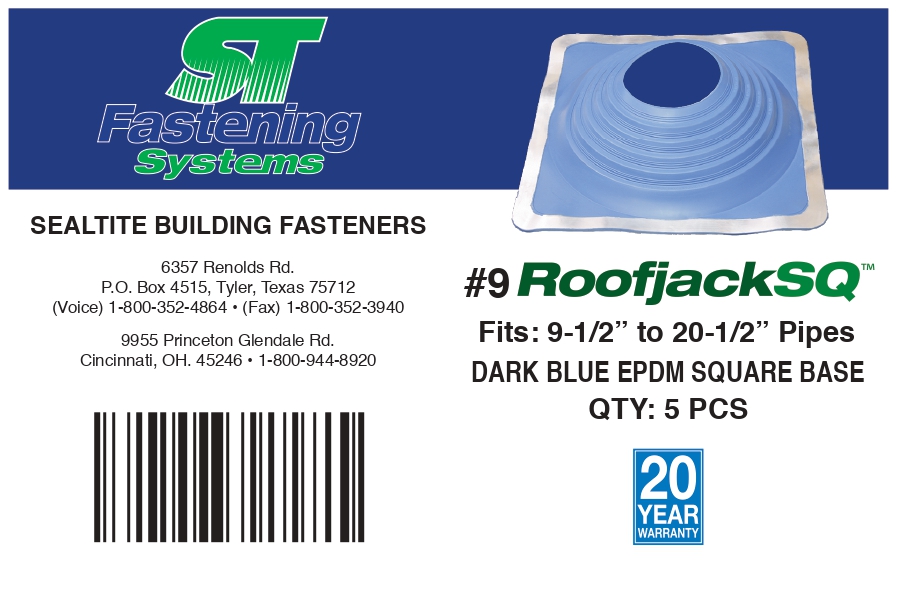 ST
Fastening
Systems
SEALTITE BUILDING FASTENERS
6357 Renolds Rd.
P.O. Box 4515, Tyler, Texas 75712
(Voice) 1-800-352-4864 • (Fax) 1-800-352-3940
9955 Princeton Glendale Rd.
Cincinnati, OH. 45246 • 1-800-944-8920
#9 RoofjackSQ™
Fits: 9-1/2” to 20-1/2” Pipes
DARK BLUE EPDM SQUARE BASE
QTY: 5 PCS
20
YEAR
WARRANTY